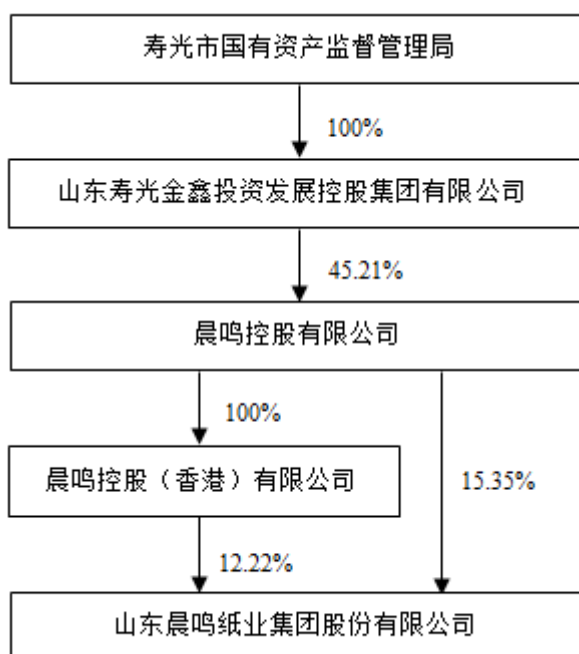 寿光市国有资产监督管理局
100%
山东寿光金鑫投资发展控股集团有限公司
45.21%
晨鸣控股有限公司
100%
晨鸣控股（香港）有限公司
15.35%
12.22%
山东晨鸣纸业集团股份有限公司